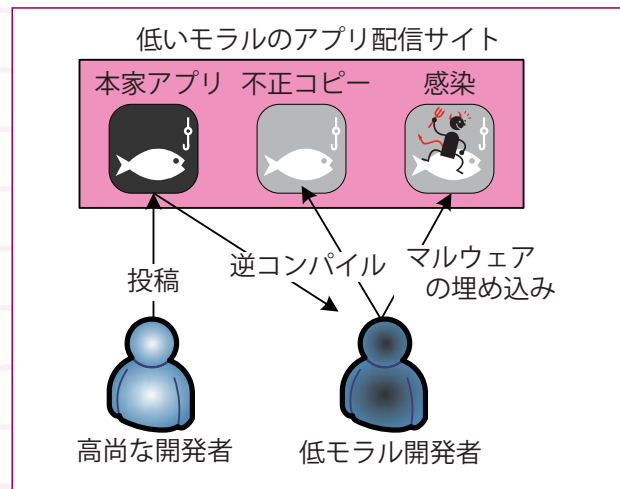 低いモラルのアプリ配信サイト
本家アプリ
不正コピー
感染
投稿
逆コンパイル
マルウェア
の埋め込み
高尚な開発者
低モラル開発者